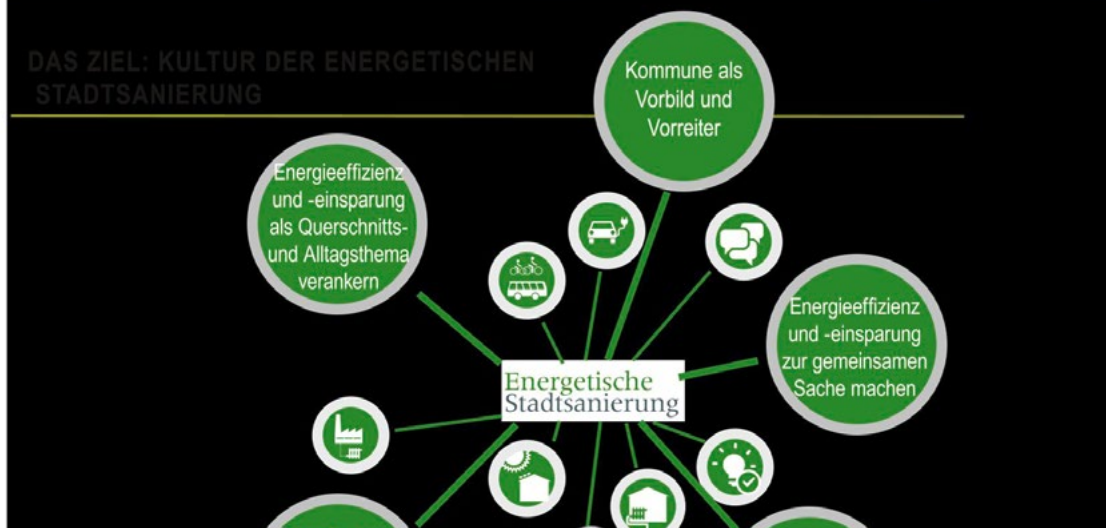 DAS ZIEL: KULTUR DER ENERGETISCHEN
STADTSANIERUNG
Kommune als
Vorbild und
Vorreiter
Energieeffizienz
und -einsparung
als Querschnitts-
und Alltagsthema
verankern
Energieeffizienz
und -einsparung
zur gemeinsamen
Sache machen
Energetische
Stadtsanierung